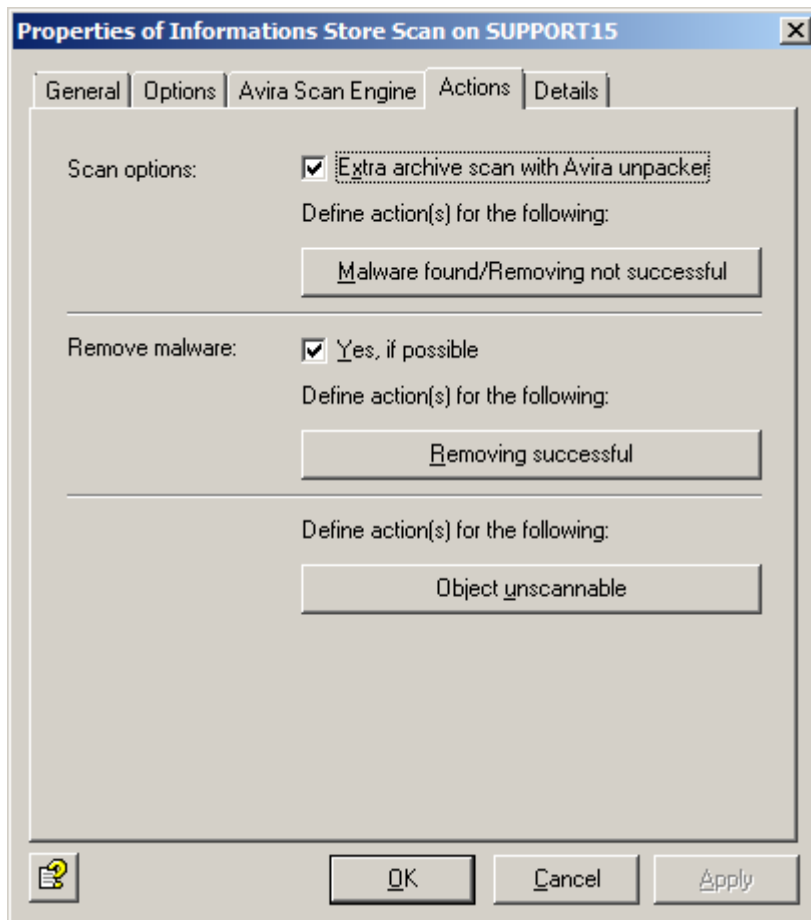 Properties of Informations Store Scan on SUPPORT15
General Options Avira Scan Engine Actions Details
Scan options: Extra archive scan with Avira unpacker
Define action(s) for the following:
Malware found/Removing not successful
Remove malware: Yes, if possible
Define action(s) for the following:
Removing successful
Define action(s) for the following:
Object unscannable
OK Cancel Apply